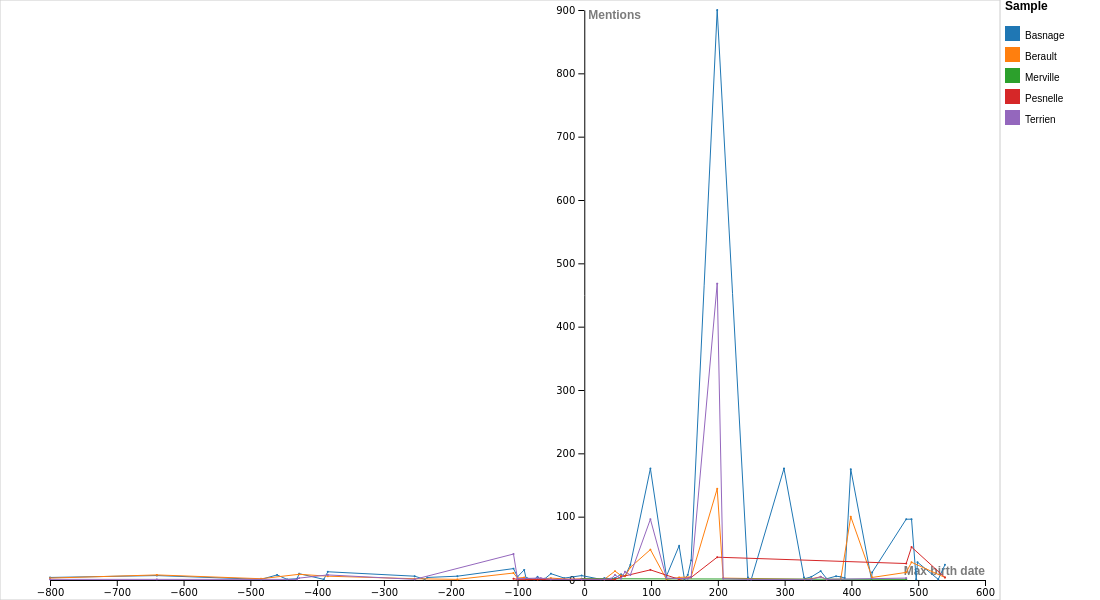 Sample
Mentions
900
800
700
600
500
400
300
200
100
0
Basnage
Berault
Merville
Pesnelle
Terrien
Max birth date
−800 −700 −600 −500 −400 −300 −200 −100 0 100 200 300 400 500 600